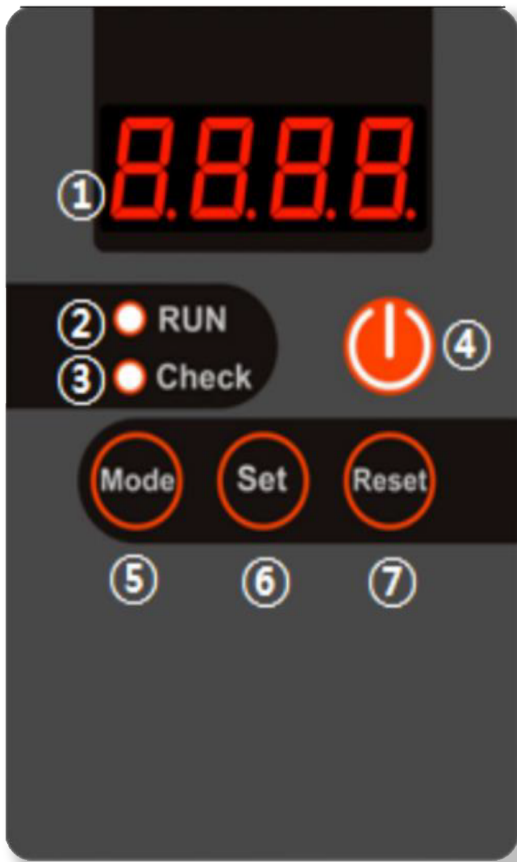 ① 8.8.8.8.
② RUN
③ Check
④
Mode Set Reset
⑤ ⑥ ⑦